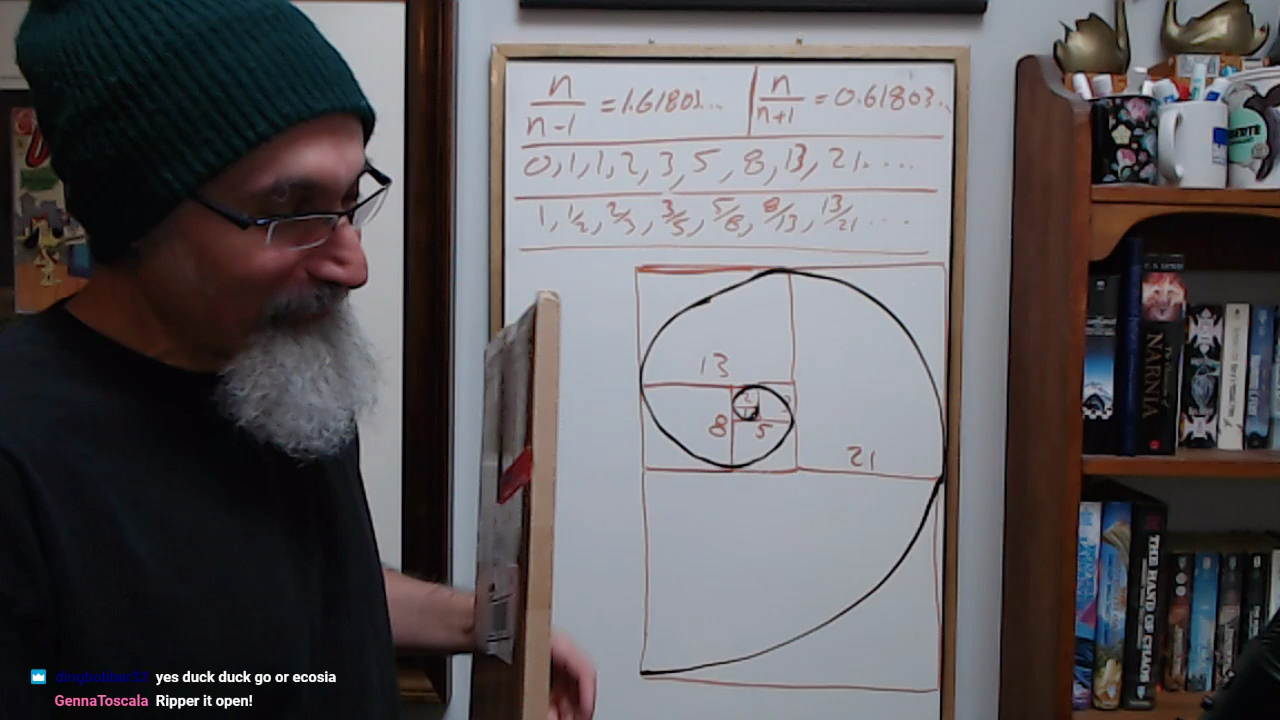 n/n-1 = 1.61803... | n/n+1 = 0.61803...
0, 1, 1, 2, 3, 5, 8, 13, 21....
1, 1/2, 2/3, 3/5, 5/8, 8/13, 13/21....
13
2
8
5
21
NARNIA
THE HAND OF CHAOS
yes duck duck go or ecosia
GennaToscala Ripper it open!